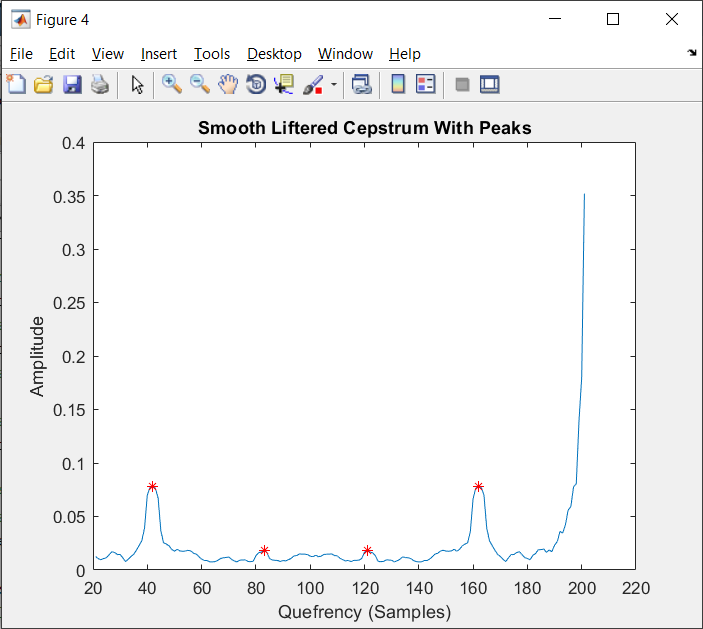 Figure 4
File Edit View Insert Tools Desktop Window Help
Smooth Liftered Cepstrum With Peaks
0.4
0.35
0.3
0.25
0.2
0.15
0.1
0.05
0
Amplitude
20 40 60 80 100 120 140 160 180 200 220
Quefrency (Samples)